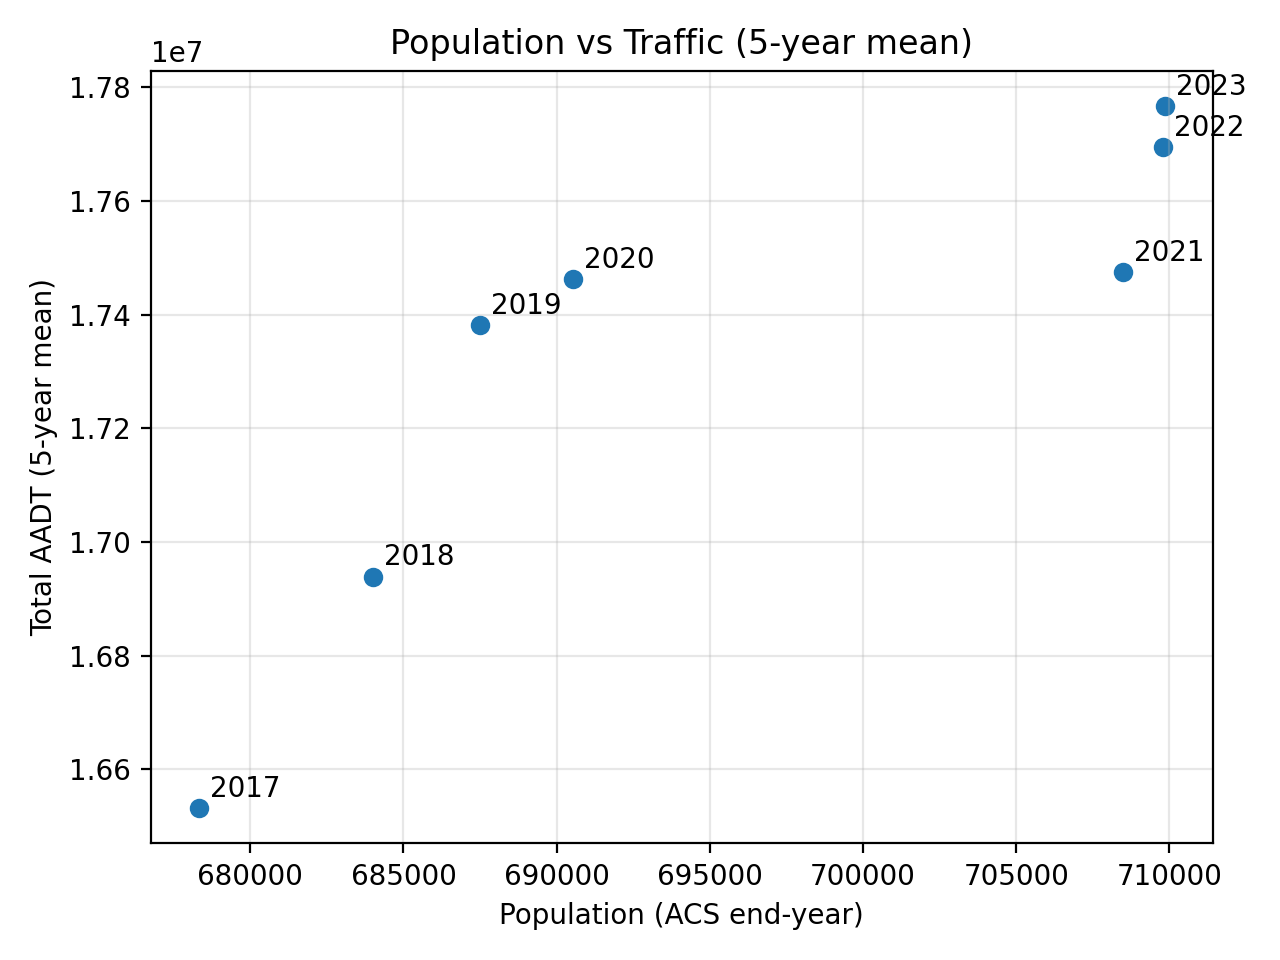 Population vs Traffic (5-year mean)
1e7
1.78
1.76
1.74
1.72
1.70
1.68
1.66
Total AADT (5-year mean)
2023
2022
2021
2020
2019
2018
2017
680000 685000 690000 695000 700000 705000 710000
Population (ACS end-year)